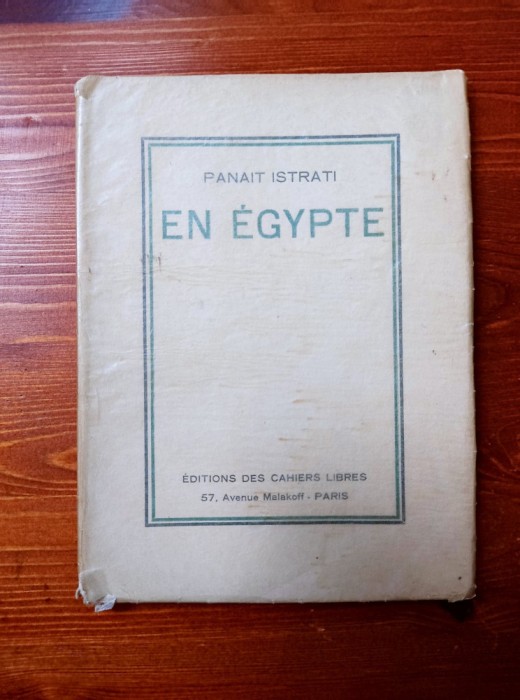 PANAIT ISTRATI
EN ÉGYPTE
ÉDITIONS DES CAHIERS LIBRES
57, Avenue Malakoff - PARIS